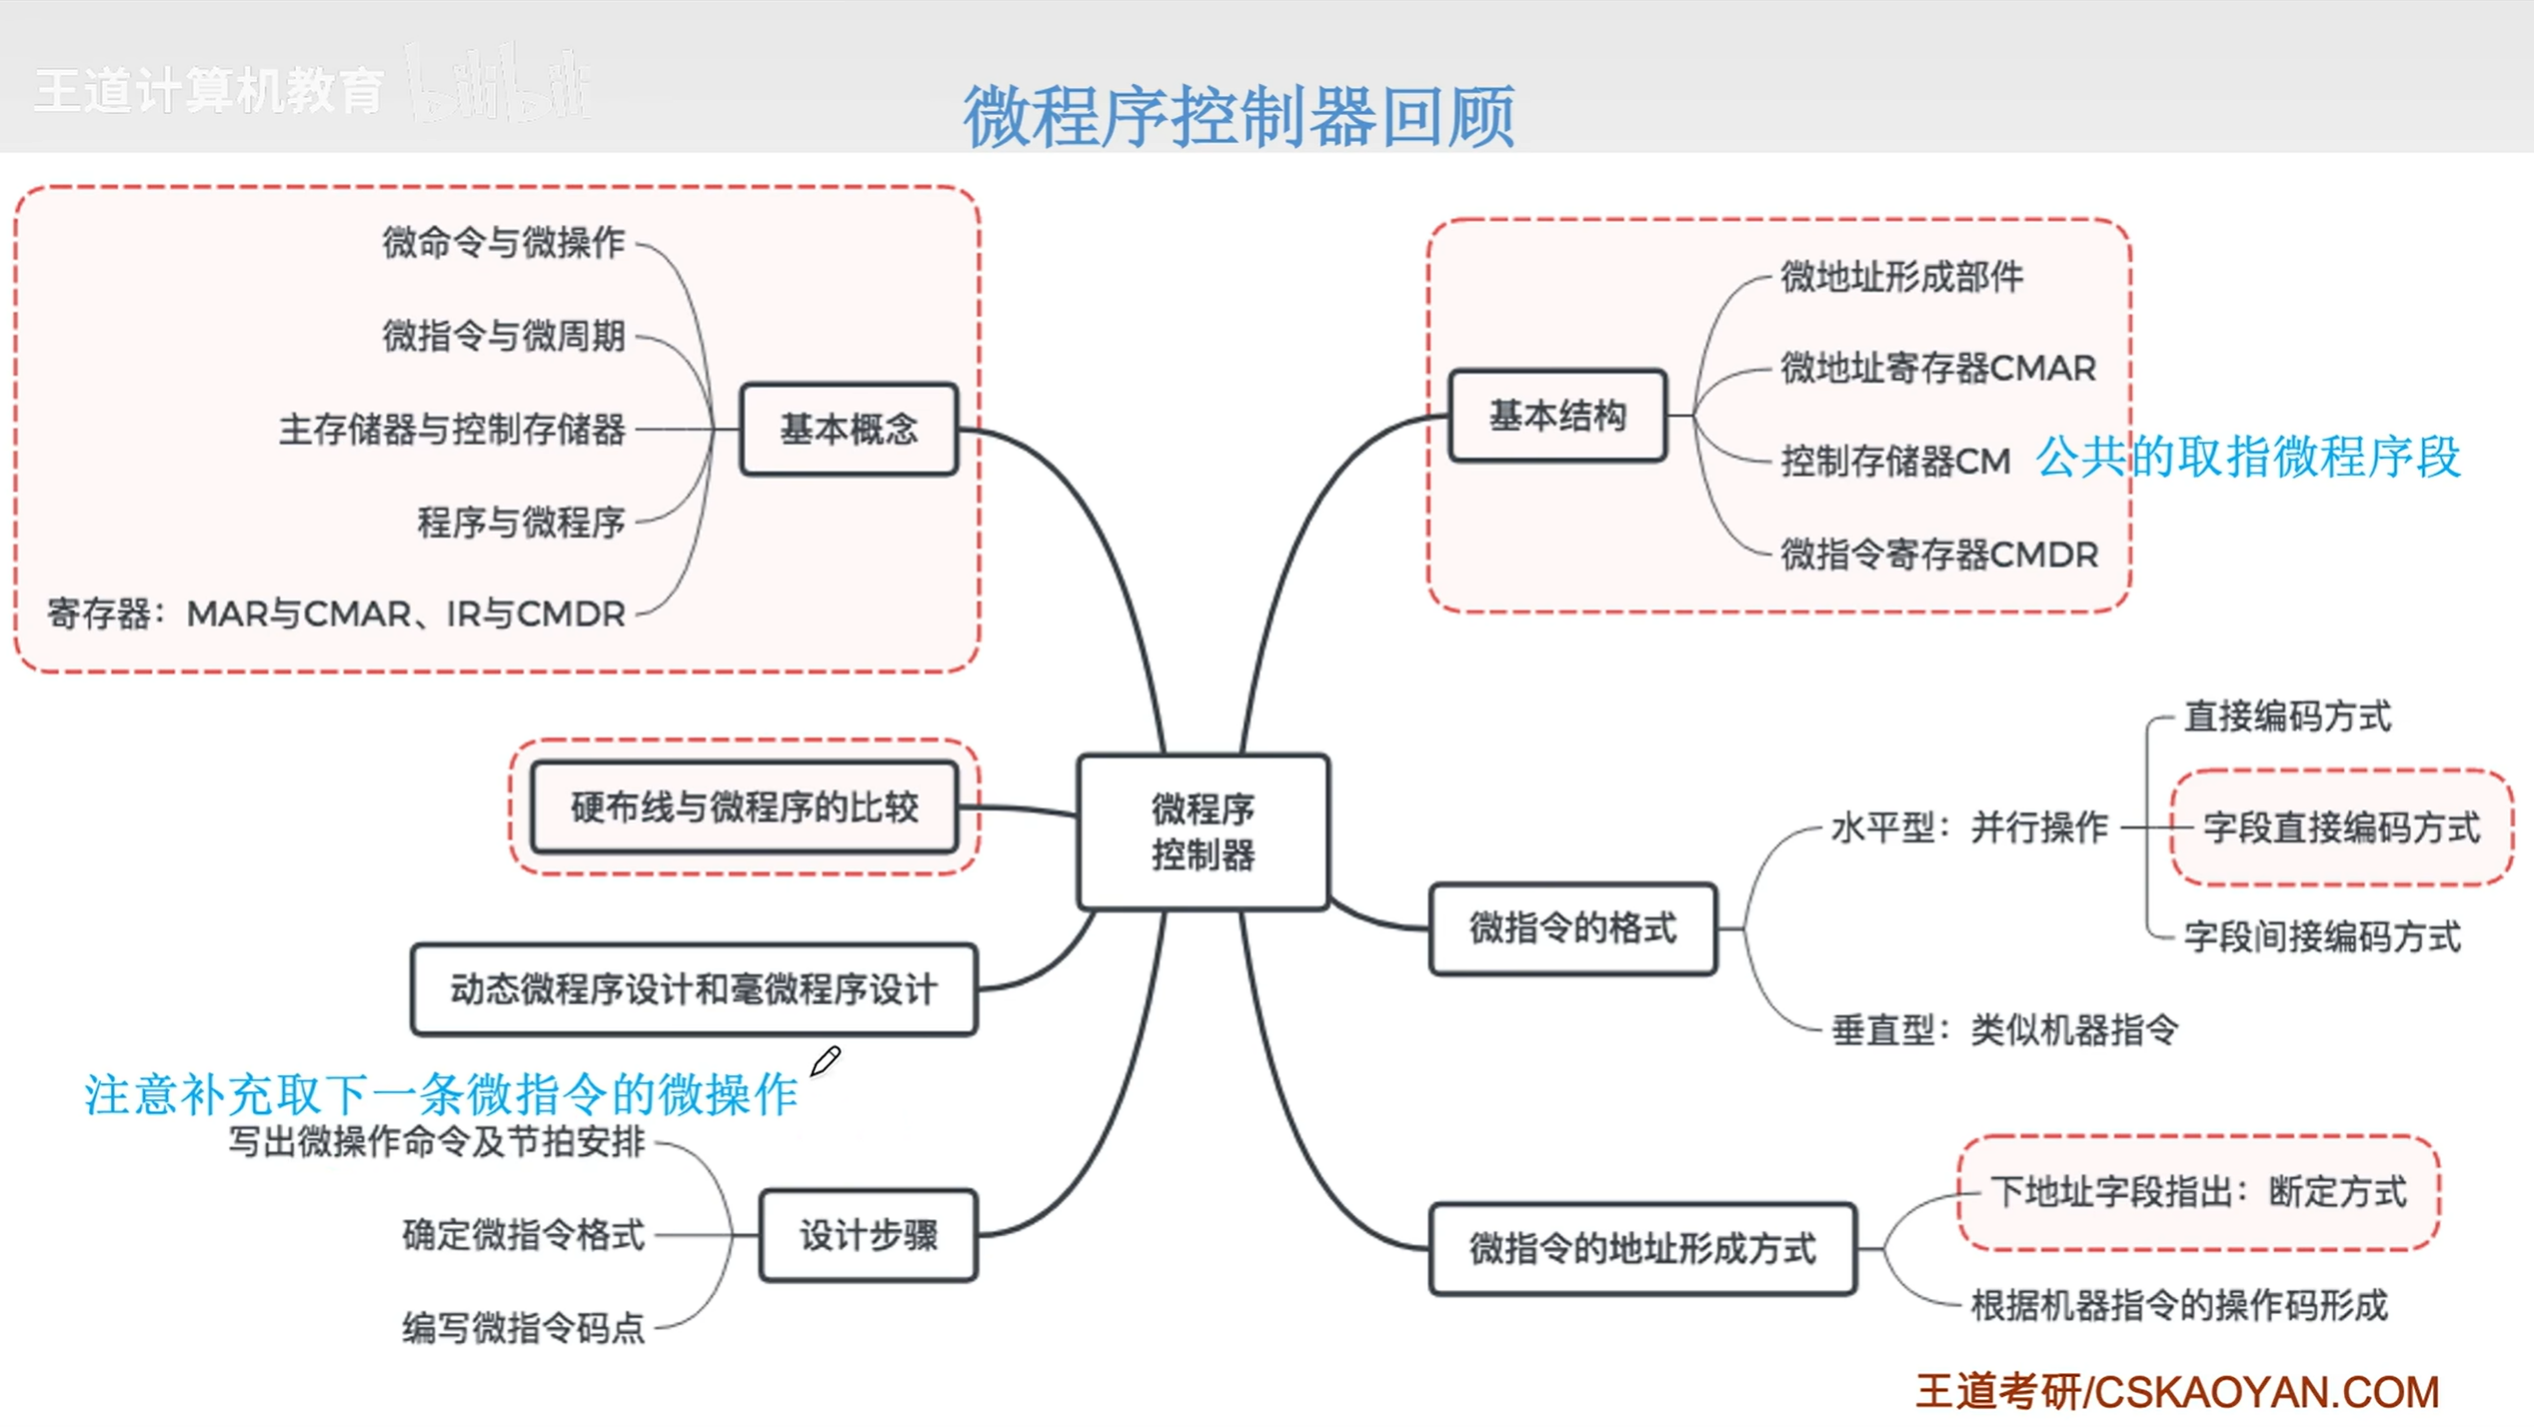 王道计算机教育 bilibili
微程序控制器回顾
微命令与微操作
微指令与微周期
主存储器与控制存储器
程序与微程序
寄存器：MAR与CMAR、IR与CMDR
基本概念
基本结构
微地址形成部件
微地址寄存器CMAR
控制存储器CM 公共的取指微程序段
微指令寄存器CMDR
硬布线与微程序的比较
微程序
控制器
动态微程序设计和毫微程序设计
微指令的格式
水平型：并行操作
直接编码方式
字段直接编码方式
字段间接编码方式
垂直型：类似机器指令
注意补充取下一条微指令的微操作
写出微操作命令及节拍安排
确定微指令格式
编写微指令码点
设计步骤
微指令的地址形成方式
下地址字段指出：断定方式
根据机器指令的操作码形成
王道考研/CSKAOYAN.COM